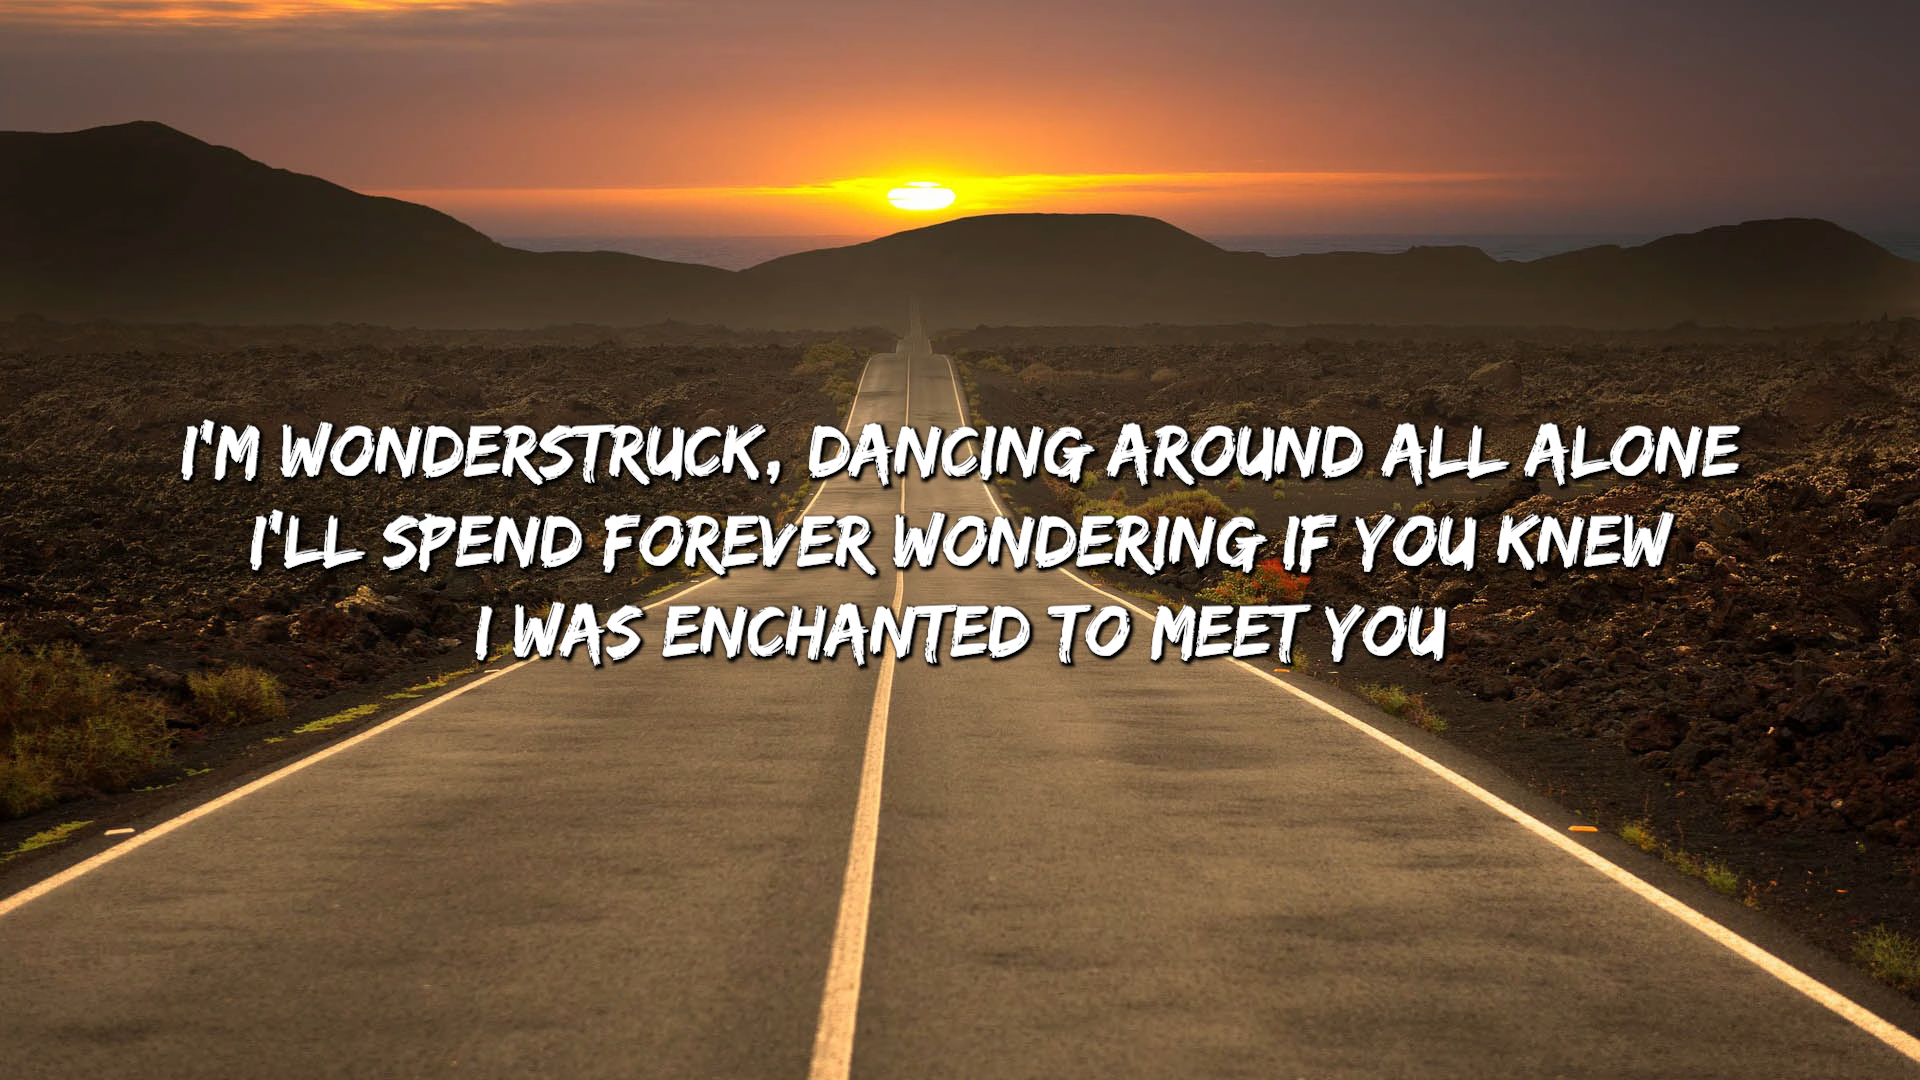 I'M WONDERSTRUCK, DANCING AROUND ALL ALONE
I'LL SPEND FOREVER WONDERING IF YOU KNEW
I WAS ENCHANTED TO MEET YOU